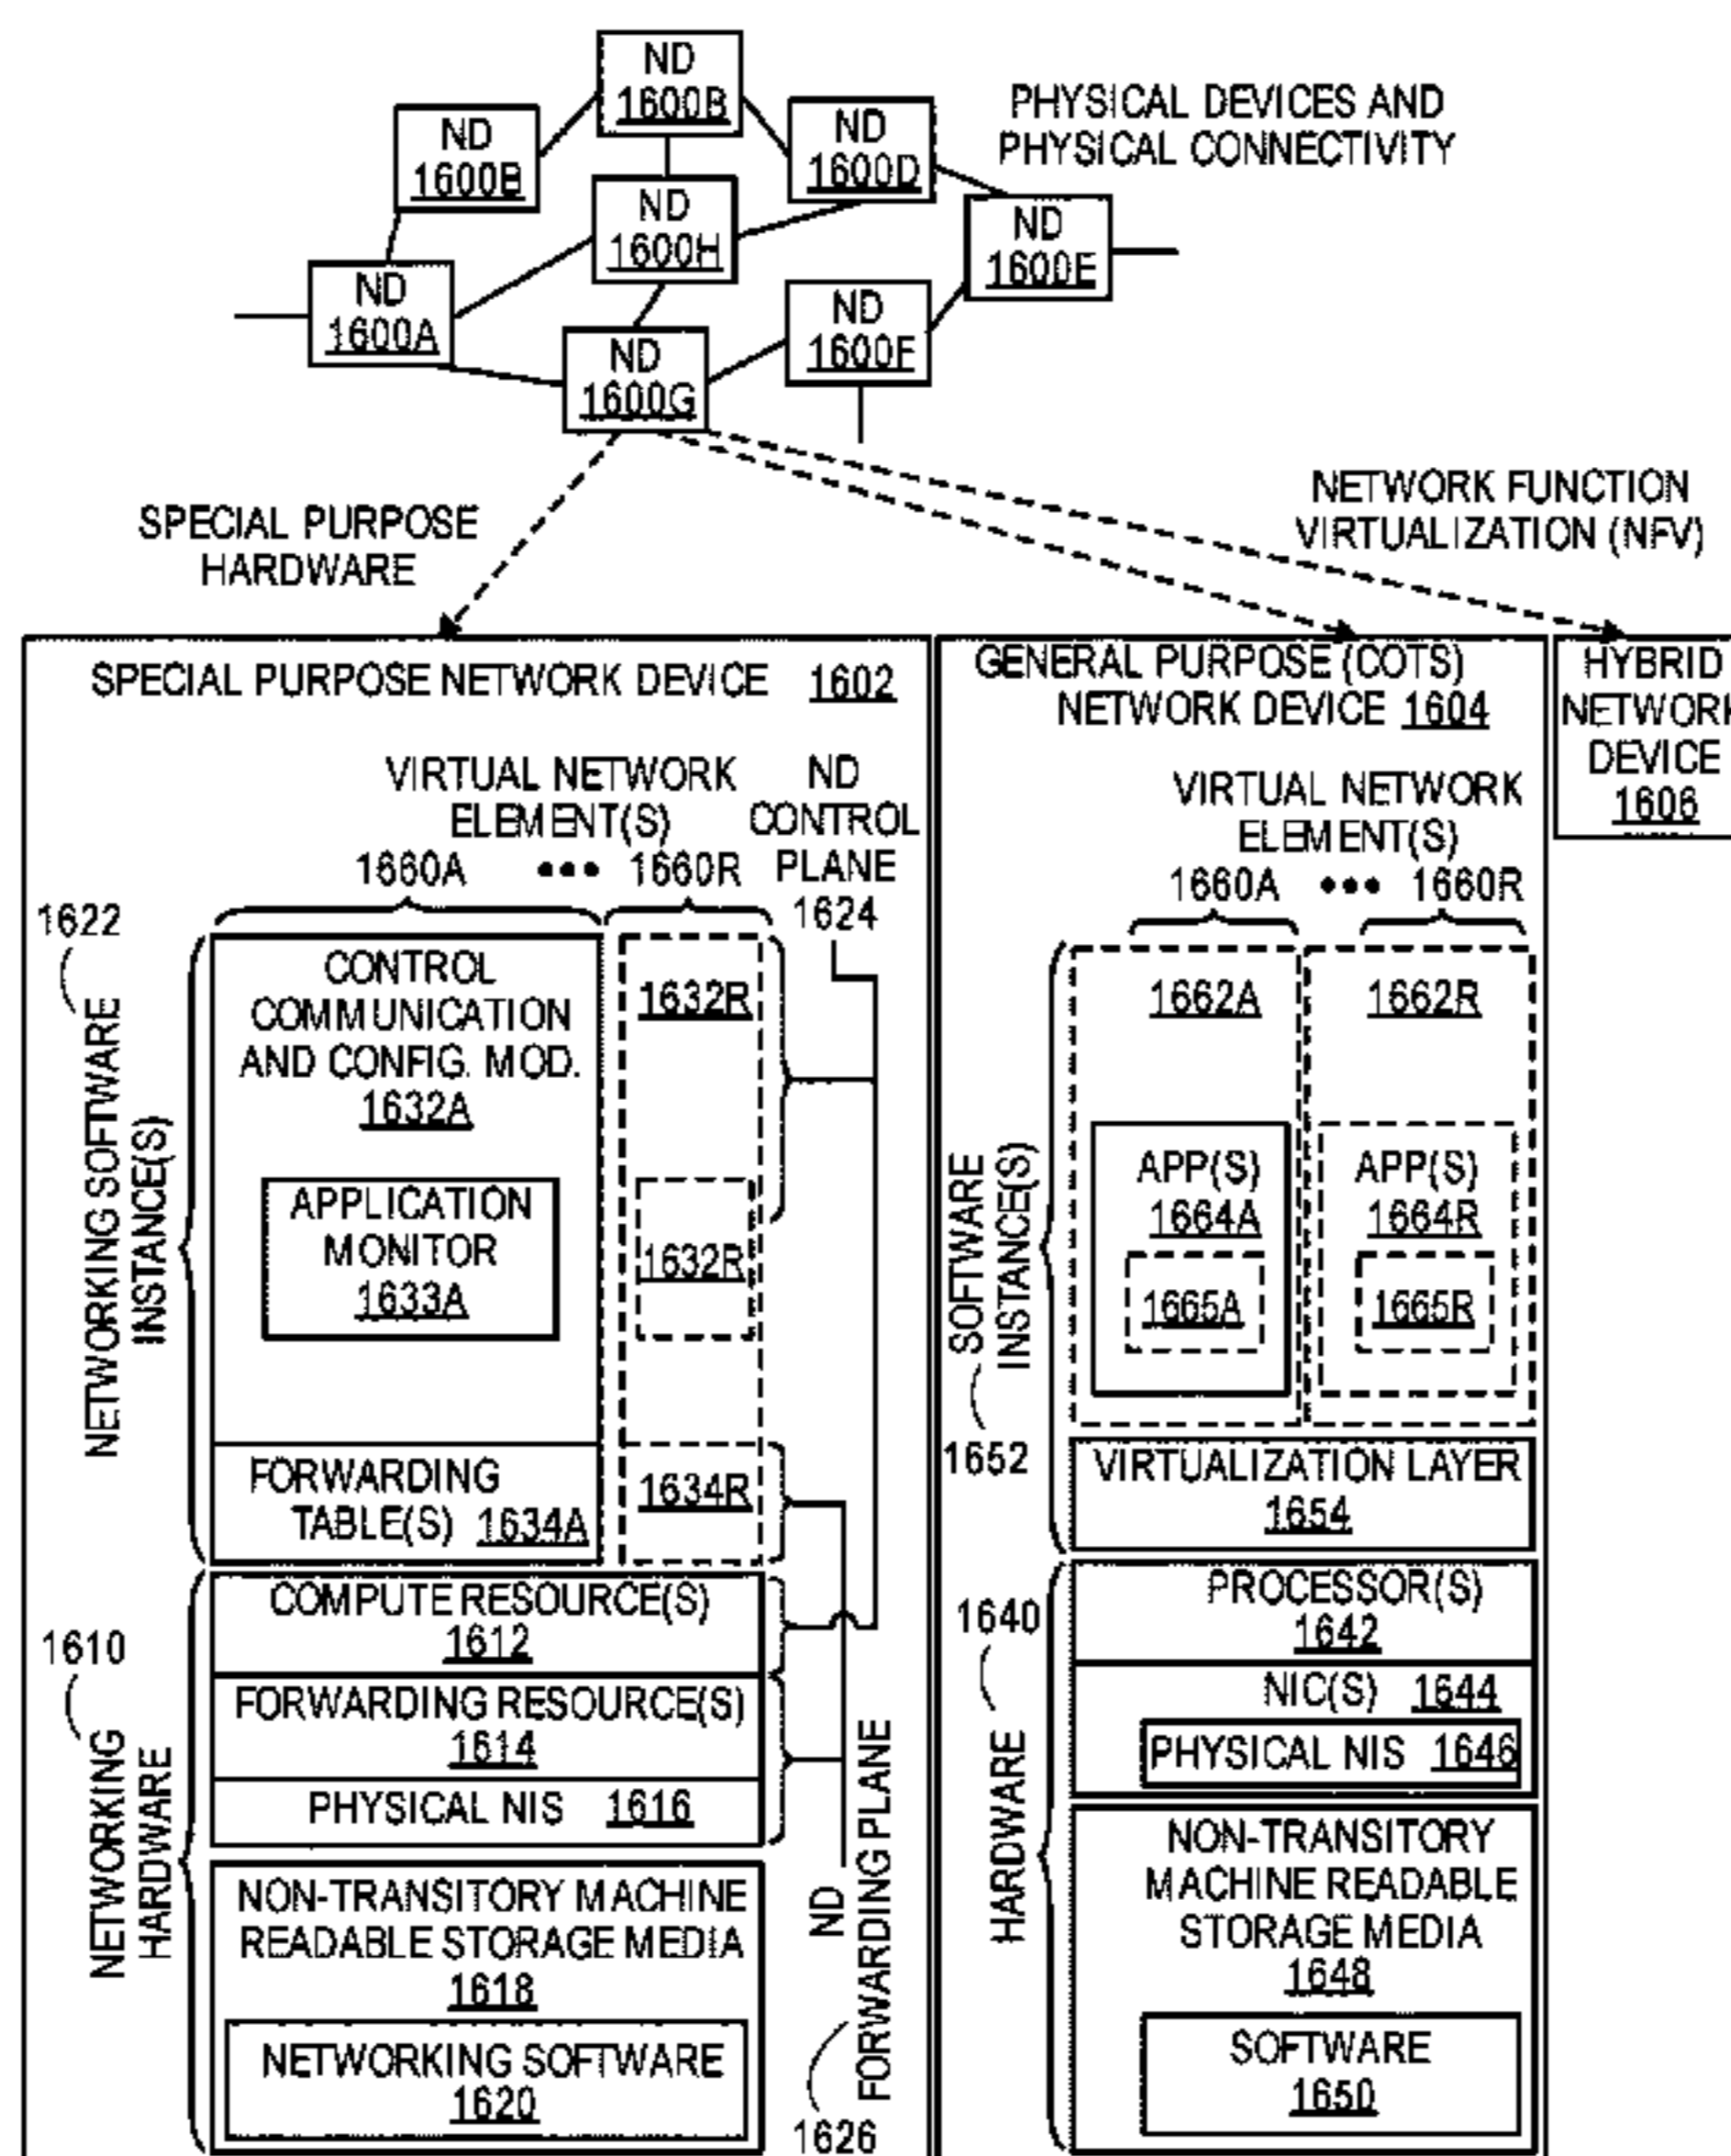 ND
1600B
PHYSICAL DEVICES AND
PHYSICAL CONNECTIVITY
ND
1600B
ND
1600D
ND
1600H
ND
1600E
ND
1600A
ND
1600F
ND
1600G
SPECIAL PURPOSE
HARDWARE
NETWORK FUNCTION
VIRTUALIZATION (NFV)
SPECIAL PURPOSE NETWORK DEVICE 1602
VIRTUAL NETWORK
ELEMENT(S)
1660A ••• 1660R
ND
CONTROL
PLANE
1624
1622
NETWORKING SOFTWARE
INSTANCE(S)
CONTROL
COMMUNICATION
AND CONFIG. MOD.
1632A
1632R
APPLICATION
MONITOR
1633A
1632R
FORWARDING
TABLE(S) 1634A
1634R
1610
NETWORKING
HARDWARE
COMPUTE RESOURCE(S)
1612
FORWARDING RESOURCE(S)
1614
PHYSICAL NIS 1616
NON-TRANSITORY MACHINE
READABLE STORAGE MEDIA
1618
NETWORKING SOFTWARE
1620
ND
FORWARDING PLANE
1626
GENERAL PURPOSE (COTS)
NETWORK DEVICE 1604
VIRTUAL NETWORK
ELEMENT(S)
1660A ••• 1660R
1662A
1662R
SOFTWARE
INSTANCE(S)
1652
APP(S)
1664A
1665A
APP(S)
1664R
1665R
VIRTUALIZATION LAYER
1654
1640
HARDWARE
PROCESSOR(S)
1642
NIC(S) 1644
PHYSICAL NIS 1646
NON-TRANSITORY
MACHINE READABLE
STORAGE MEDIA
1648
SOFTWARE
1650
HYBRID
NETWORK
DEVICE
1606